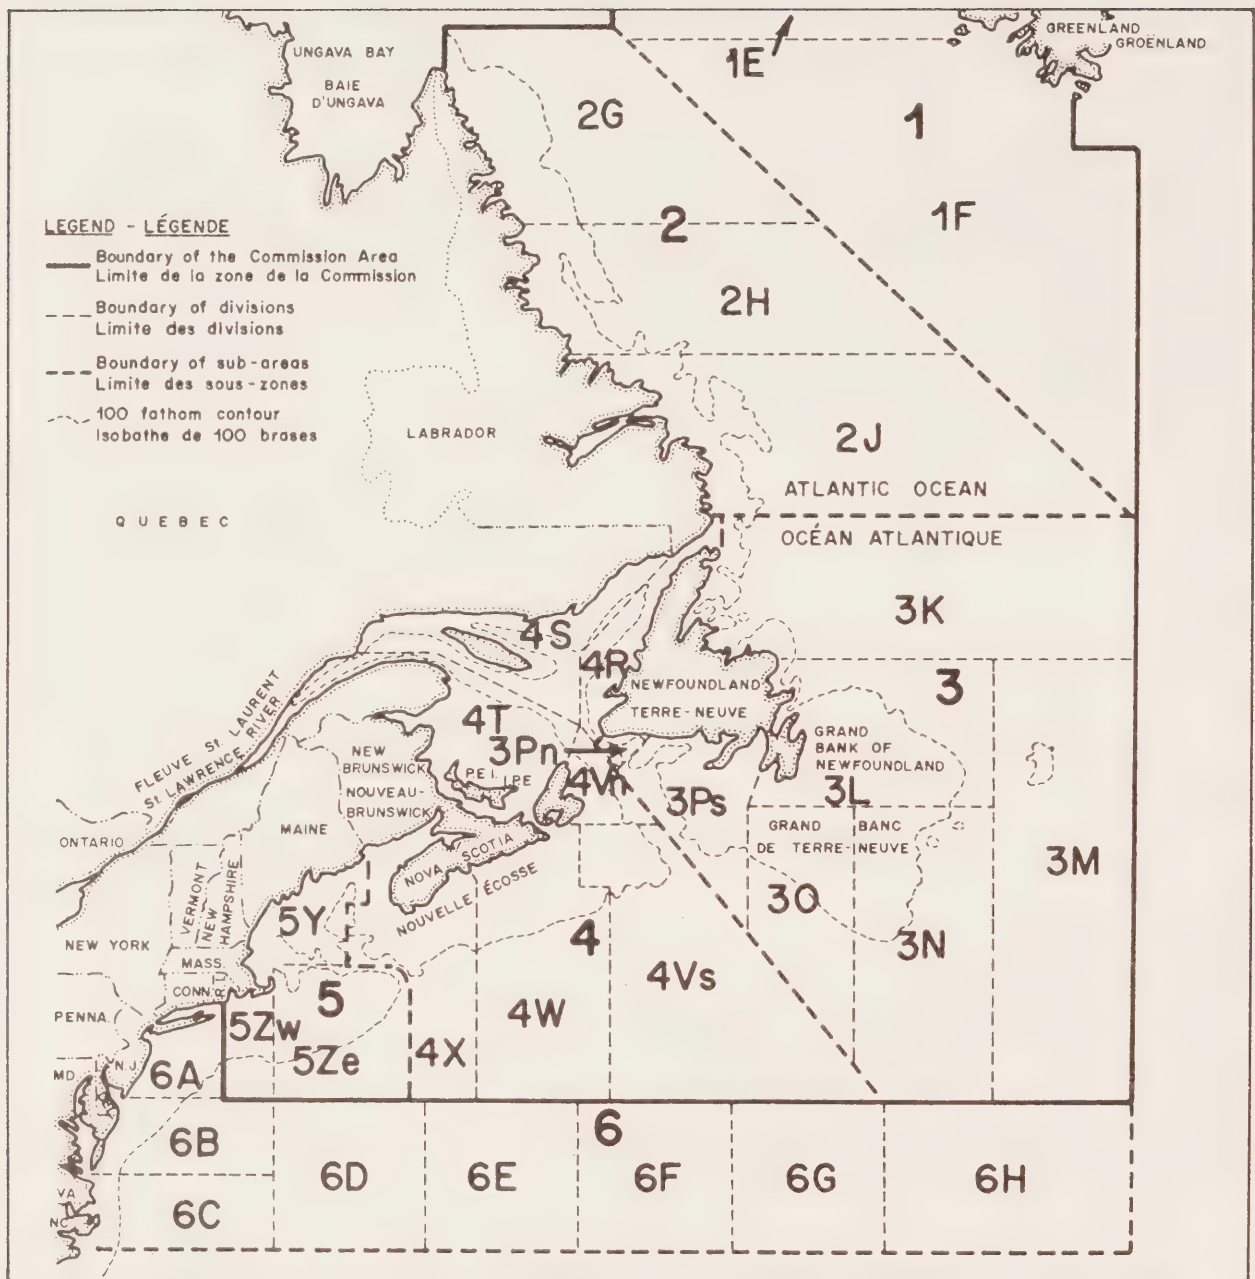 GREENLAND
GROENLAND
UNGAVA BAY
BAIE
D'UNGAVA
1E
2G
1
1F
2
2H
LEGEND - LÉGENDE
Boundary of the Commission Area
Limite de la zone de la Commission
Boundary of divisions
Limite des divisions
Boundary of sub-areas
Limite des sous-zones
100 fathom contour
Isobathe de 100 brases
LABRADOR
2J
ATLANTIC OCEAN
QUEBEC
OCÉAN ATLANTIQUE
3K
4S
4R
NEWFOUNDLAND
TERRE-NEUVE
3
FLEUVE St. LAURENT
St. LAWRENCE RIVER
4T
3Pn
4Vn
3Ps
GRAND
BANK OF
NEWFOUNDLAND
3L
NEW
BRUNSWICK
NOUVEAU-
BRUNSWICK
P.E.I.
IPE
MAINE
ONTARIO
GRAND BANC
DE TERRE-NEUVE
3M
3O
3N
NOVA SCOTIA
NOUVELLE ÉCOSSE
VERMONT
NEW
HAMPSHIRE
5Y
NEW YORK
MASS.
CONN.
R.I.
4
4Vs
4W
4X
5
5Zw
5Ze
PENNA.
N.J.
MD.
6A
6
6B
6C
6D
6E
6F
6G
6H
VA
NC